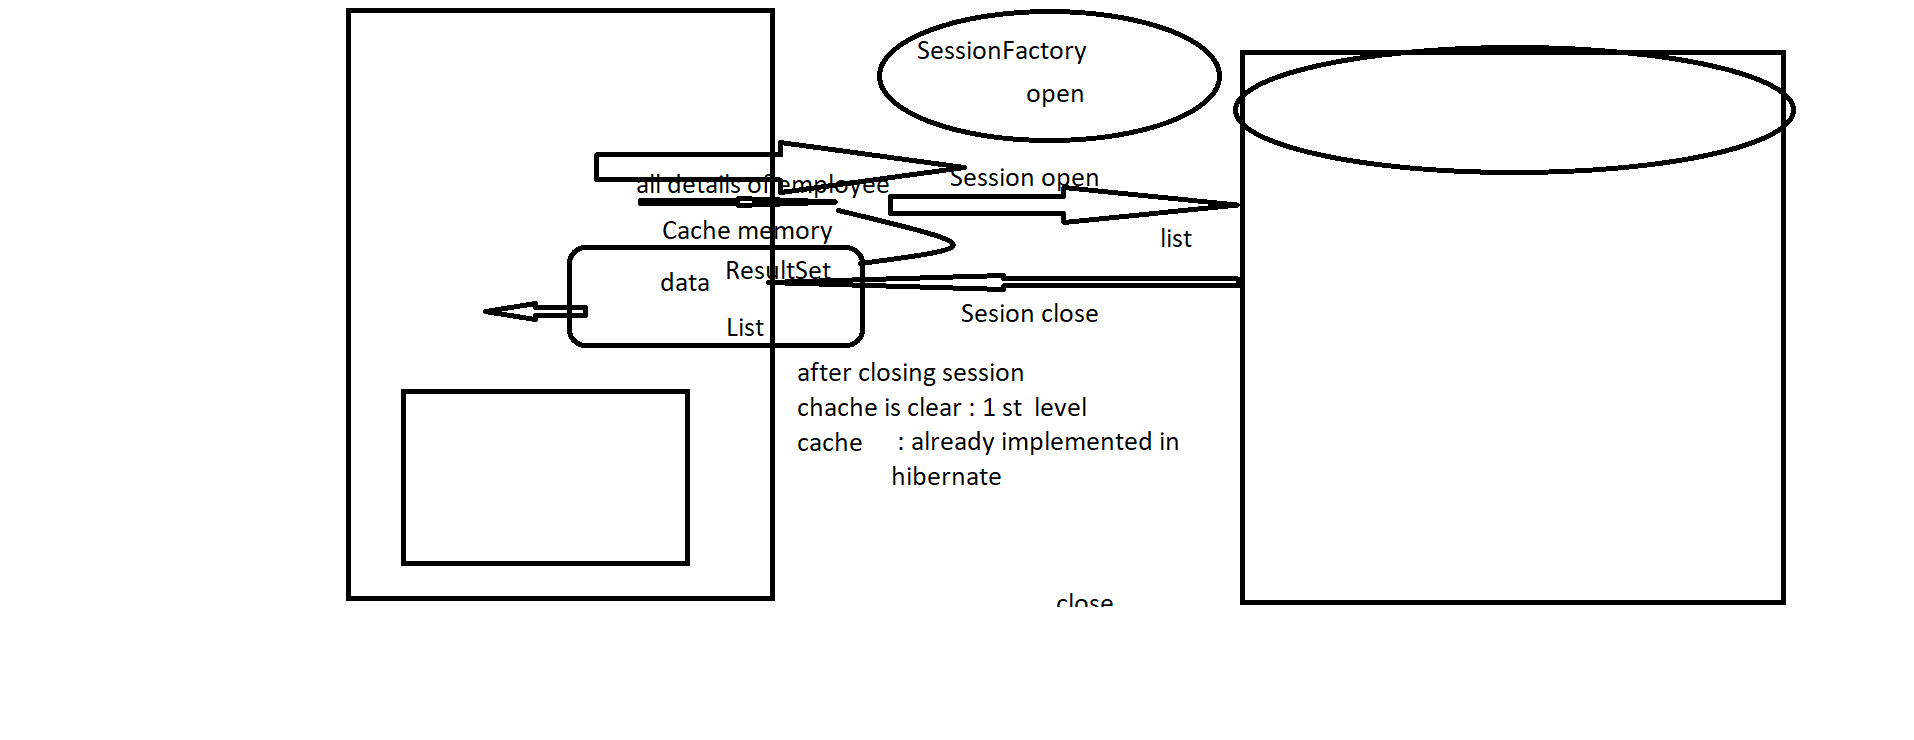 SessionFactory
open
all details of employee
Session open
Cache memory
list
ResultSet
data
Sesion close
List
after closing session
chache is clear : 1 st level
cache : already implemented in
hibernate
close